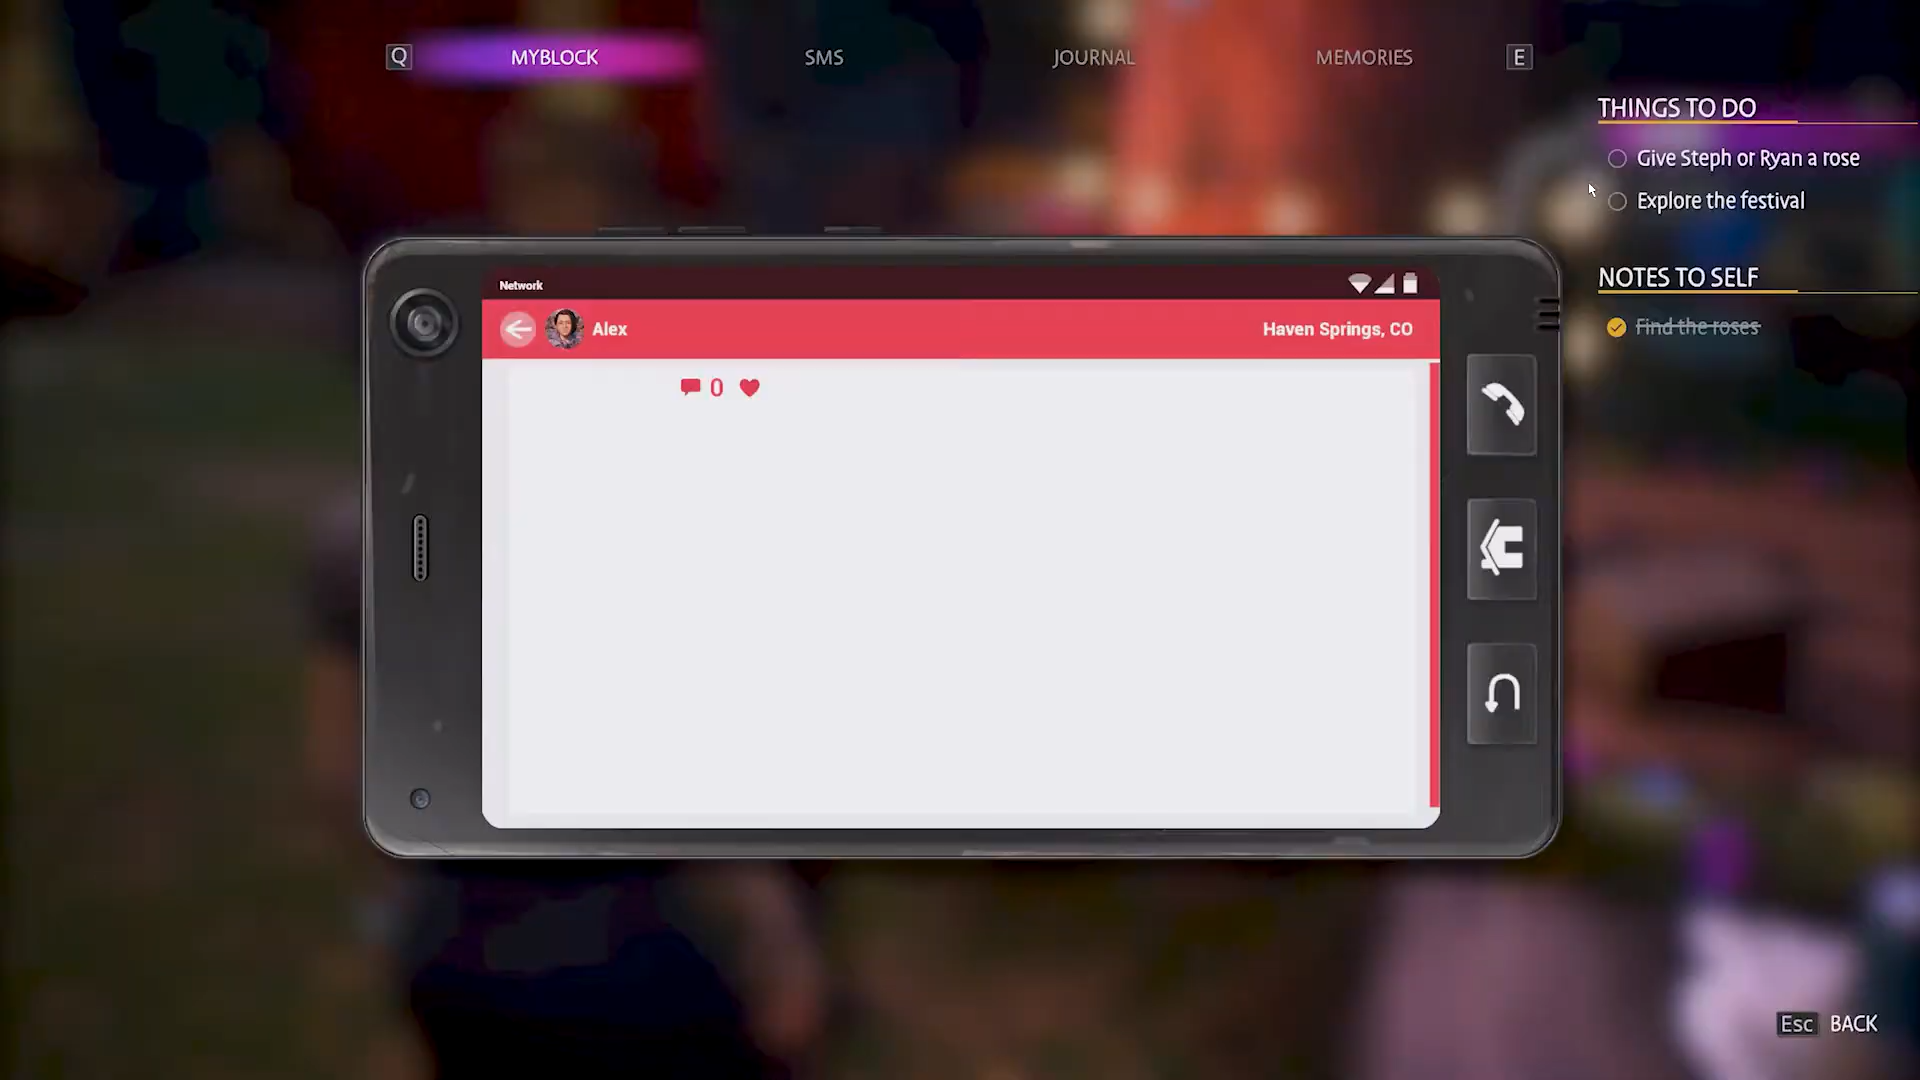 Q MYBLOCK SMS JOURNAL MEMORIES E
THINGS TO DO
Give Steph or Ryan a rose
Explore the festival
NOTES TO SELF
Find the roses
Network
Alex
Haven Springs, CO
0
Esc BACK